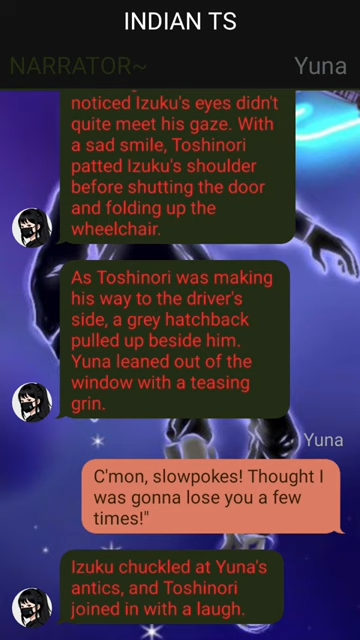 INDIAN TS
NARRATOR~ Yuna
noticed Izuku's eyes didn't
quite meet his gaze. With
a sad smile, Toshinori
patted Izuku's shoulder
before shutting the door
and folding up the
wheelchair.
As Toshinori was making
his way to the driver's
side, a grey hatchback
pulled up beside him.
Yuna leaned out of the
window with a teasing
grin.
Yuna
C'mon, slowpokes! Thought I
was gonna lose you a few
times!"
Izuku chuckled at Yuna's
antics, and Toshinori
joined in with a laugh.